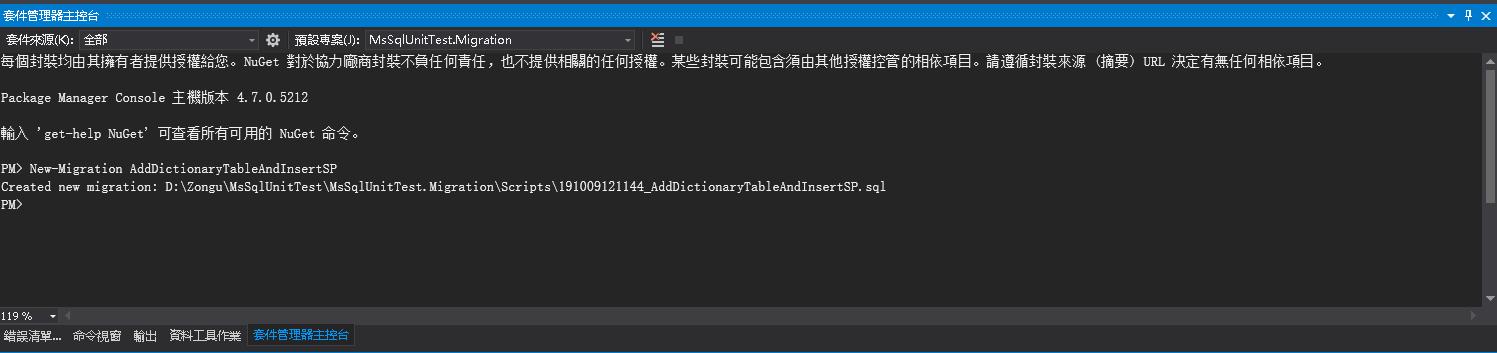 套件管理器主控台
套件來源(K): 全部 預設專案(J): MsSqlUnitTest.Migration
每個封裝均由其擁有者提供授權給您。NuGet 對於協力廠商封裝不負任何責任，也不提供相關的任何授權。某些封裝可能包含須由其他授權控管的相依項目。請遵循封裝來源 (摘要) URL 決定有無任何相依項目。
Package Manager Console 主機版本 4.7.0.5212
輸入 'get-help NuGet' 可查看所有可用的 NuGet 命令。
PM> New-Migration AddDictionaryTableAndInsertSP
Created new migration: D:\Zongu\MsSqlUnitTest\MsSqlUnitTest.Migration\Scripts\191009121144_AddDictionaryTableAndInsertSP.sql
PM>
119 %
錯誤清單... 命令視窗 輸出 資料工具作業 套件管理器主控台